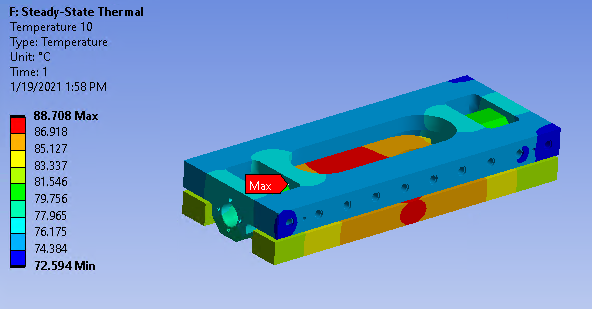 F: Steady-State Thermal
Temperature 10
Type: Temperature
Unit: °C
Time: 1
1/19/2021 1:58 PM
88.708 Max
86.918
85.127
83.337
81.546
79.756
77.965
76.175
74.384
72.594 Min
Max